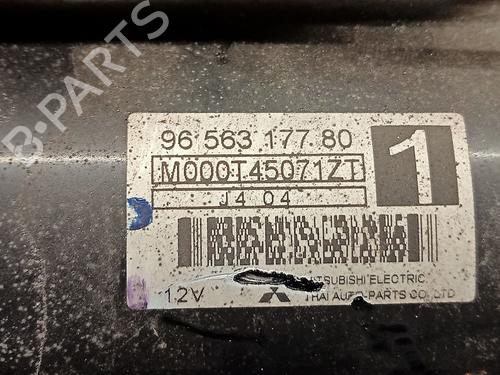 B-PARTS
96 563 177 80
M000T45071ZT
1
J4 04
12V
MITSUBISHI ELECTRIC
THAI AUTO-PARTS CO.,LTD